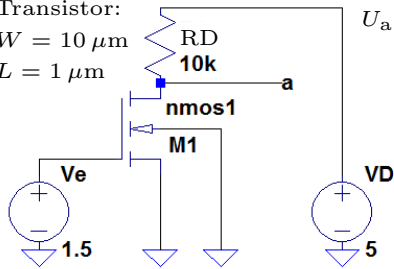 Transistor:
W = 10 μm
L = 1 μm
RD
10k
U_a
a
nmos1
M1
Ve
1.5
VD
5